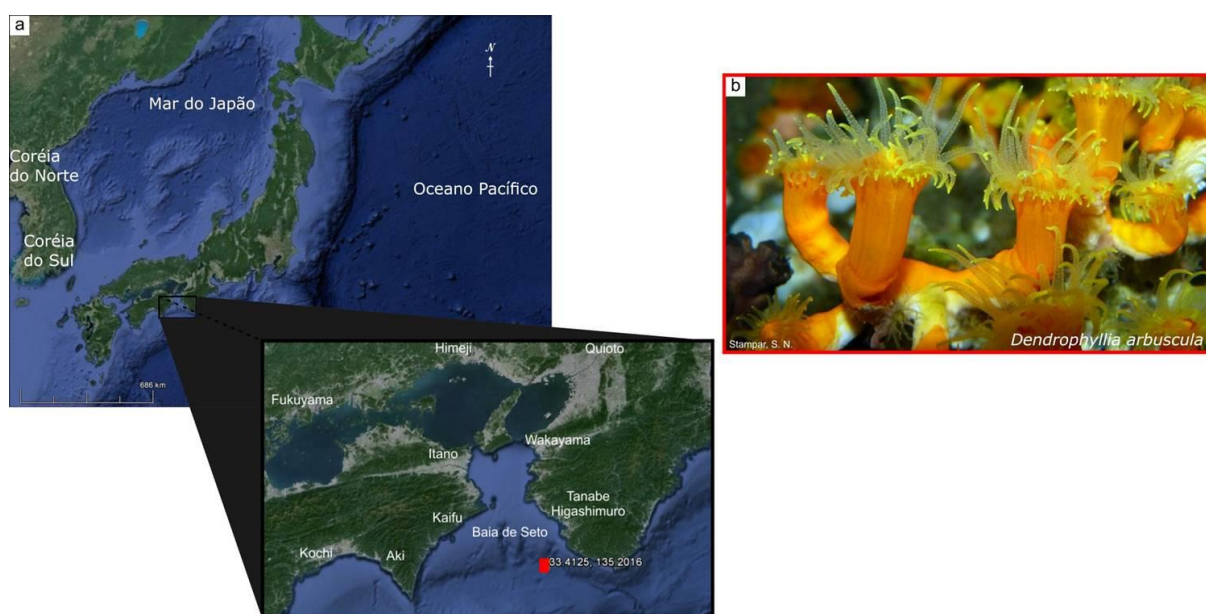 a
N
Mar do Japão
Coréia
do Norte
Oceano Pacífico
Coréia
do Sul
686 km
Himeji
Quioto
Fukuyama
Wakayama
Itano
Tanabe
Higashimuro
Kaifu
Baia de Seto
Kochi
Aki
33.4125, 135.2016
b
Stampar, S. N.
Dendrophyllia arbuscula